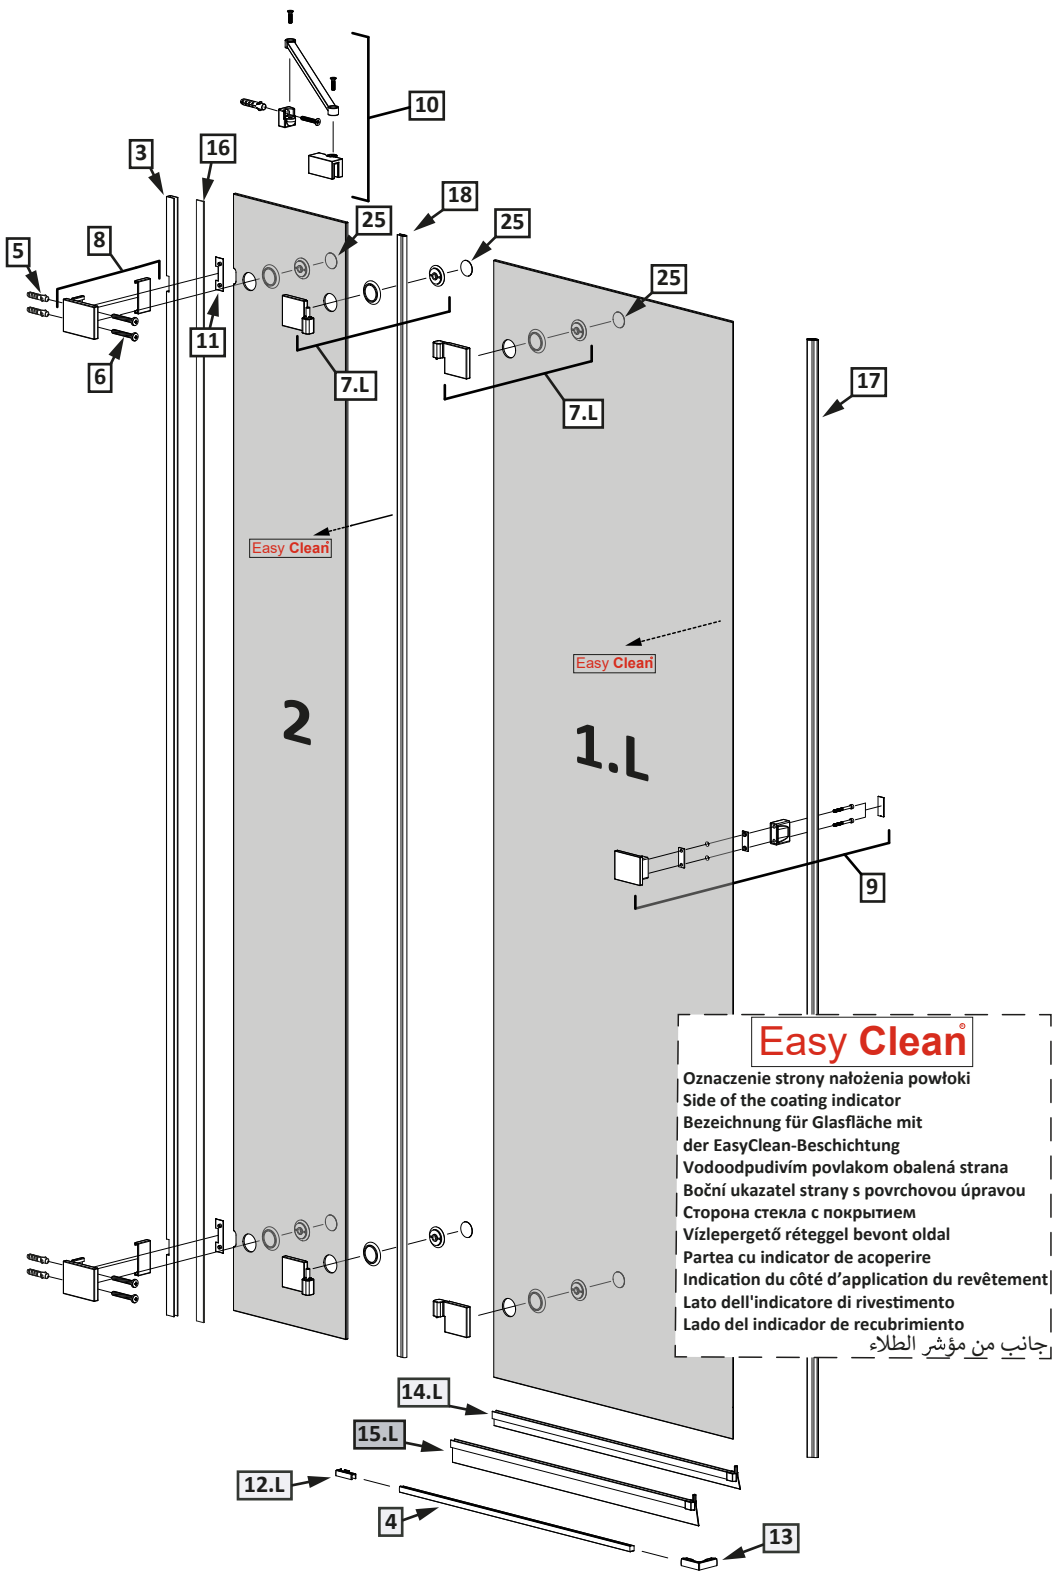 10
3
16
18
25
25
5
8
25
11
6
7.L
17
7.L
Easy Clean
Easy Clean
2
1.L
9
Easy Clean®
Oznaczenie strony nałożenia powłoki
Side of the coating indicator
Bezeichnung für Glasfläche mit
der EasyClean-Beschichtung
Vodoodpudivím povlakom obalená strana
Boční ukazatel strany s povrchovou úpravou
Сторона стекла с покрытием
Vízlepergető réteggel bevont oldal
Partea cu indicator de acoperire
Indication du côté d’application du revêtement
Lato dell'indicatore di rivestimento
Lado del indicador de recubrimiento
جانب من مؤشر الطلاء
14.L
15.L
12.L
4
13